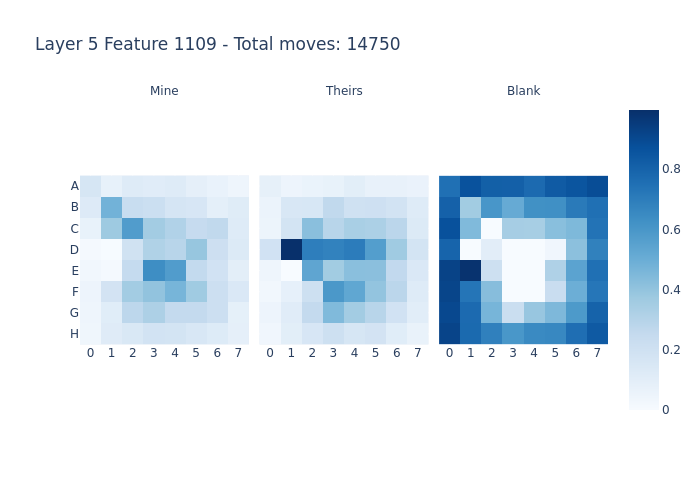 Layer 5 Feature 1109 - Total moves: 14750
Mine Theirs Blank
A
B
C
D
E
F
G
H
0 1 2 3 4 5 6 7 0 1 2 3 4 5 6 7 0 1 2 3 4 5 6 7
0.8
0.6
0.4
0.2
0